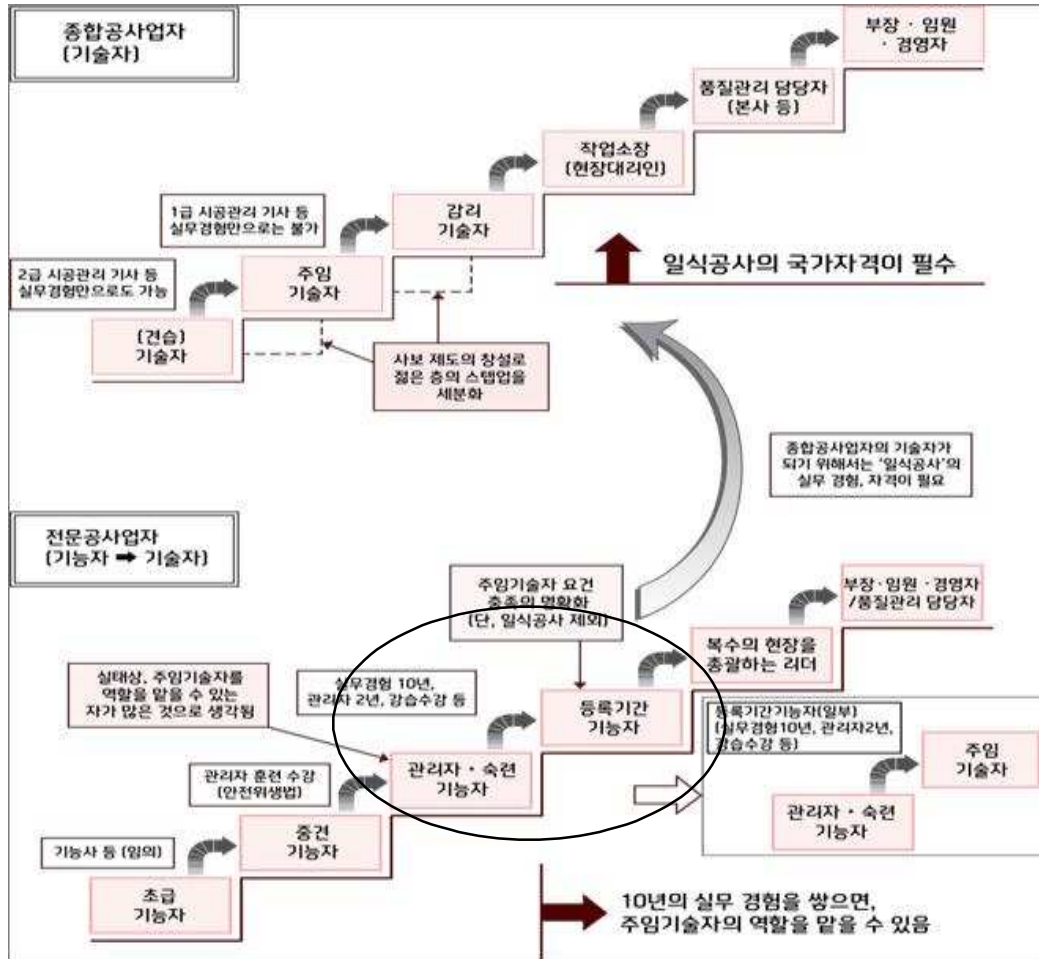 종합공사업자
(기술자)
부장 · 임원
· 경영자
품질관리 담당자
(본사 등)
작업소장
(현장대리인)
1급 시공관리 기사 등
실무경험만으로는 불가
감리
기술자
2급 시공관리 기사 등
실무경험만으로도 가능
주임
기술자
일식공사의 국가자격이 필수
(견습)
기술자
사보 제도의 창설로
젊은 층의 스텝업을
세분화
종합공사업자의 기술자가
되기 위해서는 '일식공사'의
실무 경험, 자격이 필요
전문공사업자
(기능자 ➡ 기술자)
주임기술자 요건
충족의 명확화
(단, 일식공사 제외)
부장·임원·경영자
/품질관리 담당자
복수의 현장을
총괄하는 리더
실태상, 주임기술자를
역할을 맡을 수 있는
자가 많은 것으로 생각됨
실무경험 10년,
관리자 2년, 강습수강 등
등록기간
기능자
등록기간기능자(일부)
(실무경험10년, 관리자2년,
강습수강 등)
주임
기술자
관리자 · 숙련
기능자
관리자 훈련 수강
(안전위생법)
관리자 · 숙련
기능자
중견
기능자
기능사 등 (임의)
초급
기능자
10년의 실무 경험을 쌓으면,
주임기술자의 역할을 맡을 수 있음